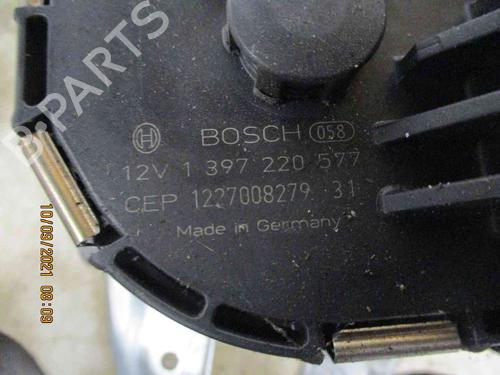 BOSCH 058
12V 1 397 220 577
CEP 1227008279 31
Made in Germany
B-PARTS
10/09/2021 08:09